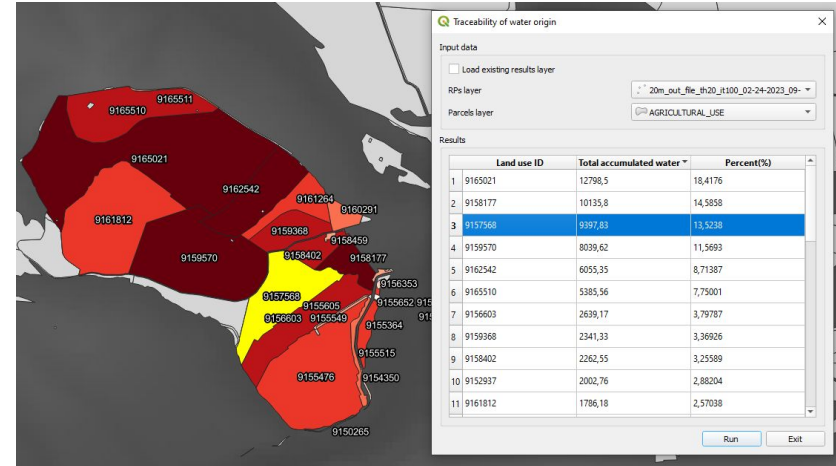 Traceability of water origin
Input data
Load existing results layer
RPs layer
20m_out_file_th20_jt100_02-24-2023_09-
Parcels layer
AGRICULTURAL_USE
Results
Land use ID Total accumulated water Percent(%)
1 9165021 12798,5 18,4176
2 9158177 10135,8 14,5858
3 9157568 9397,83 13,5238
4 9159570 8039,62 11,5693
5 9162542 6055,35 8,71387
6 9165510 5385,56 7,75001
7 9156603 2639,17 3,79787
8 9159368 2341,33 3,36926
9 9158402 2262,55 3,25589
10 9152937 2002,76 2,88204
11 9161812 1786,18 2,57038
Run Exit
9165511
9165510
9165021
9162542
9161264
9160291
9161812
9159368
9158459
9159570
9158402
9158177
9156353
9157568
9155605
9155652 915
9156603 9155549
9155364
915
9155515
9155476
9154350
9150265